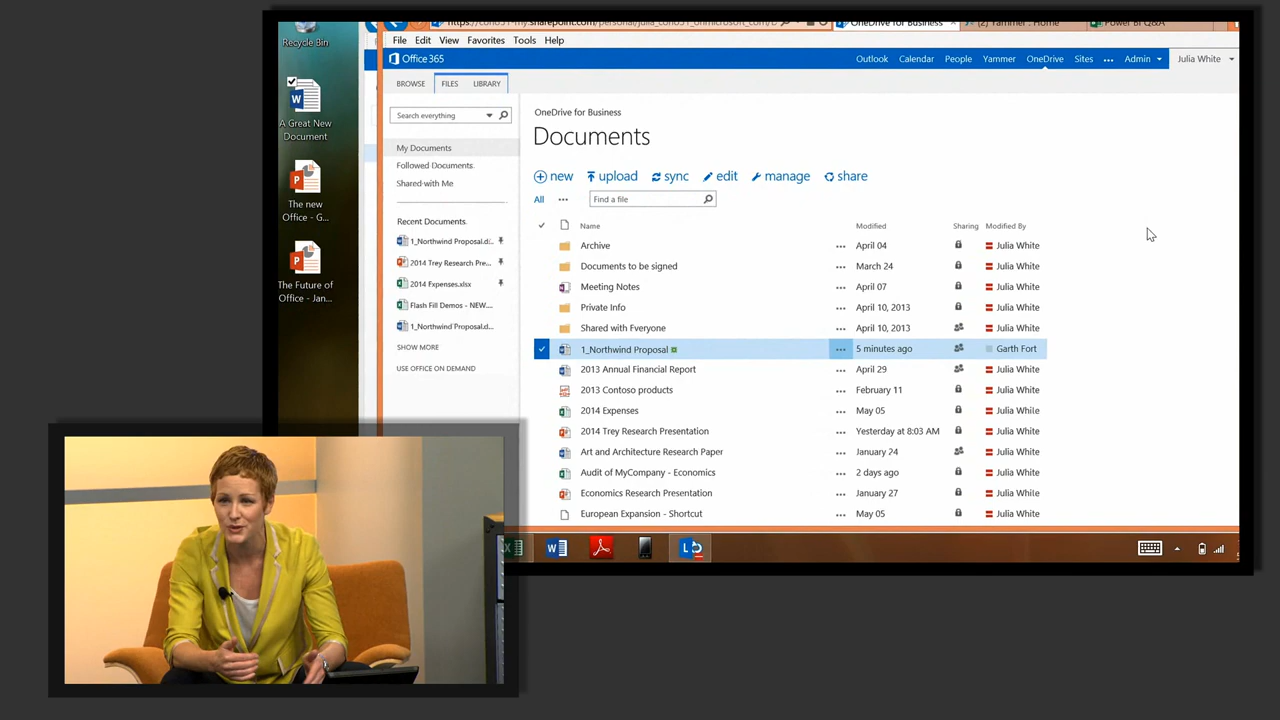 Recycle Bin
A Great New
Document
The new
Office - G...
The Future of
Office - Jan...
OneDrive for Business
(2) Yammer : Home
Power BI Q&A
File Edit View Favorites Tools Help
Office 365
Outlook Calendar People Yammer OneDrive Sites ... Admin Julia White
BROWSE FILES LIBRARY
Search everything
My Documents
Followed Documents
Shared with Me
Recent Documents
1_Northwind Proposal.d...
2014 Trey Research Pre...
2014 Expenses.xlsx
Flash Fill Demos - NEW...
1_Northwind Proposal.d...
SHOW MORE
USE OFFICE ON DEMAND
OneDrive for Business
Documents
new upload sync edit manage share
All ... Find a file
Name Modified Sharing Modified By
Archive ... April 04 Julia White
Documents to be signed ... March 24 Julia White
Meeting Notes ... April 07 Julia White
Private Info ... April 10, 2013 Julia White
Shared with Everyone ... April 10, 2013 Julia White
1_Northwind Proposal ... 5 minutes ago Garth Fort
2013 Annual Financial Report ... April 29 Julia White
2013 Contoso products ... February 11 Julia White
2014 Expenses ... May 05 Julia White
2014 Trey Research Presentation ... Yesterday at 8:03 AM Julia White
Art and Architecture Research Paper ... January 24 Julia White
Audit of MyCompany - Economics ... 2 days ago Julia White
Economics Research Presentation ... January 27 Julia White
European Expansion - Shortcut ... May 05 Julia White